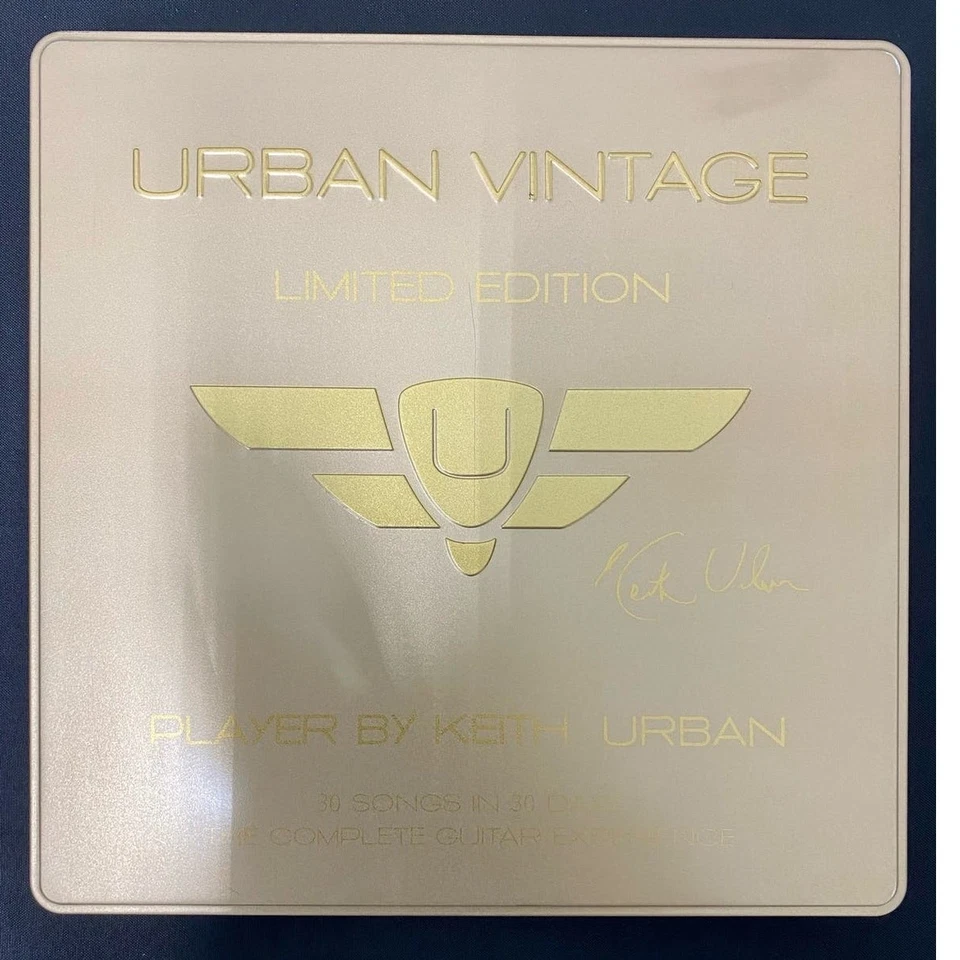 URBAN VINTAGE
LIMITED EDITION
U
Keith Urban
PLAYER BY KEITH URBAN
30 SONGS IN 30 DAYS
THE COMPLETE GUITAR EXPERIENCE